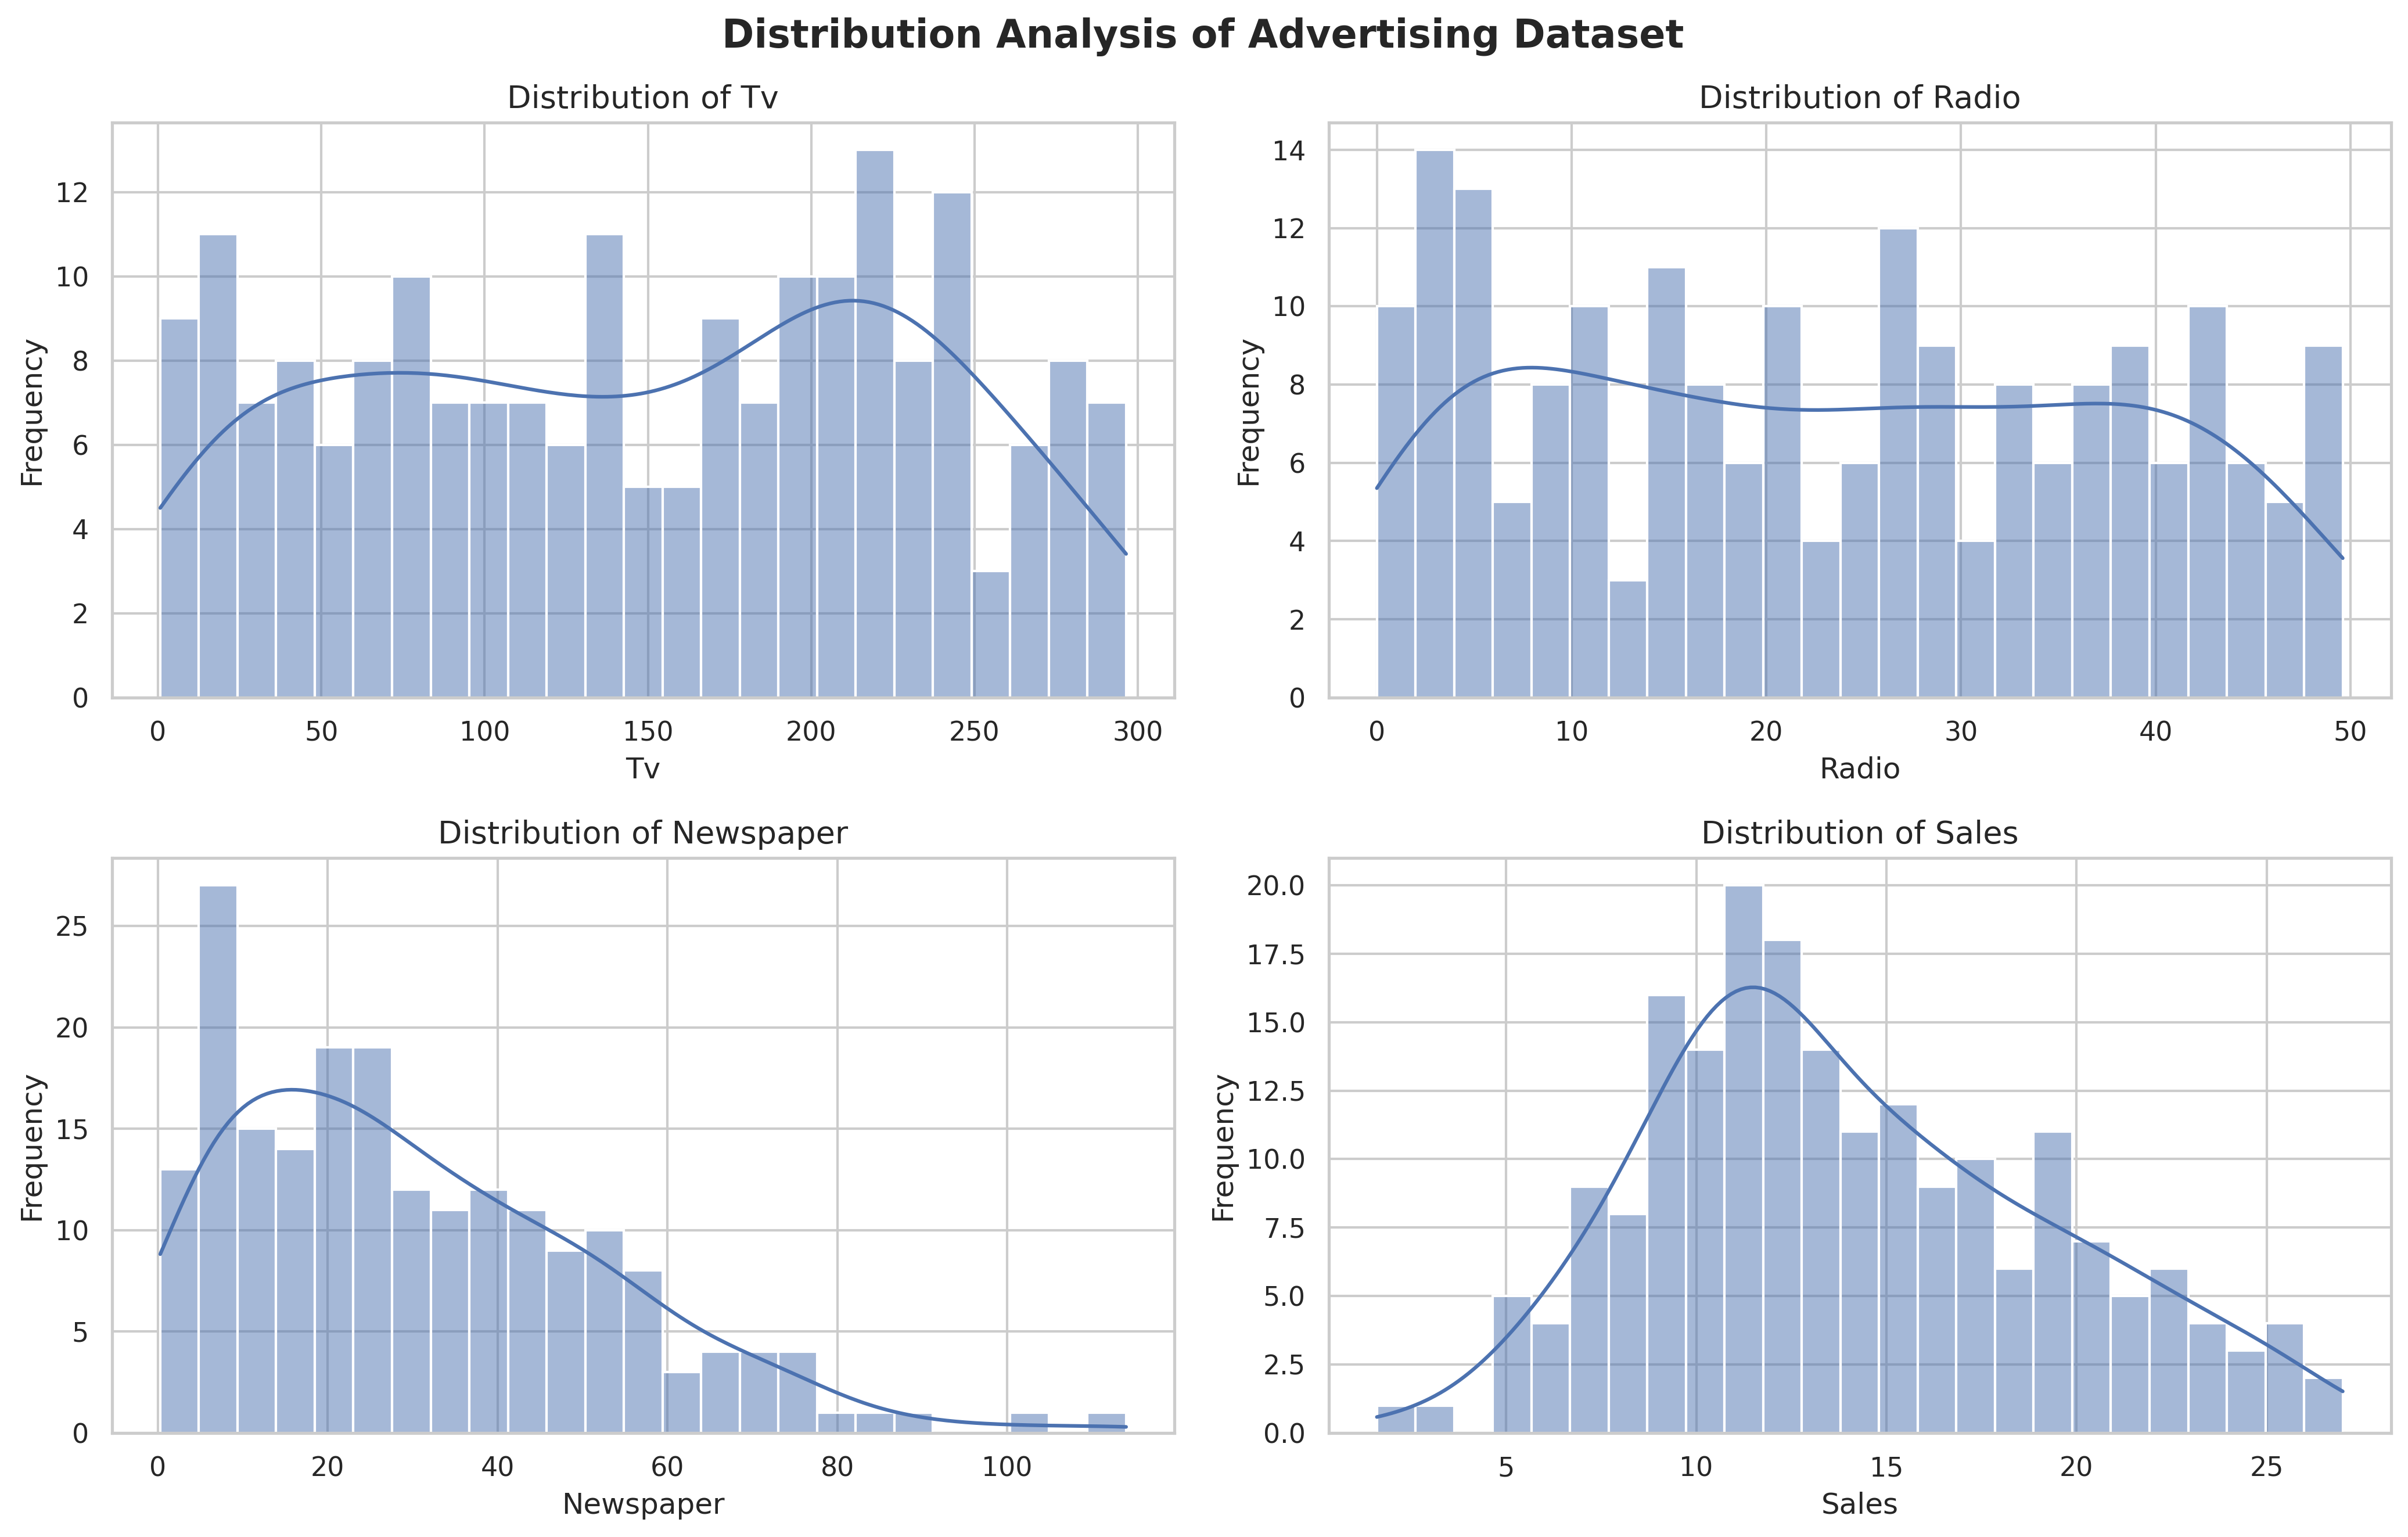 Distribution Analysis of Advertising Dataset
Distribution of Tv
Frequency
12
10
8
6
4
2
0
0 50 100 150 200 250 300
Tv
Distribution of Radio
Frequency
14
12
10
8
6
4
2
0
0 10 20 30 40 50
Radio
Distribution of Newspaper
Frequency
25
20
15
10
5
0
0 20 40 60 80 100
Newspaper
Distribution of Sales
Frequency
20.0
17.5
15.0
12.5
10.0
7.5
5.0
2.5
0.0
5 10 15 20 25
Sales